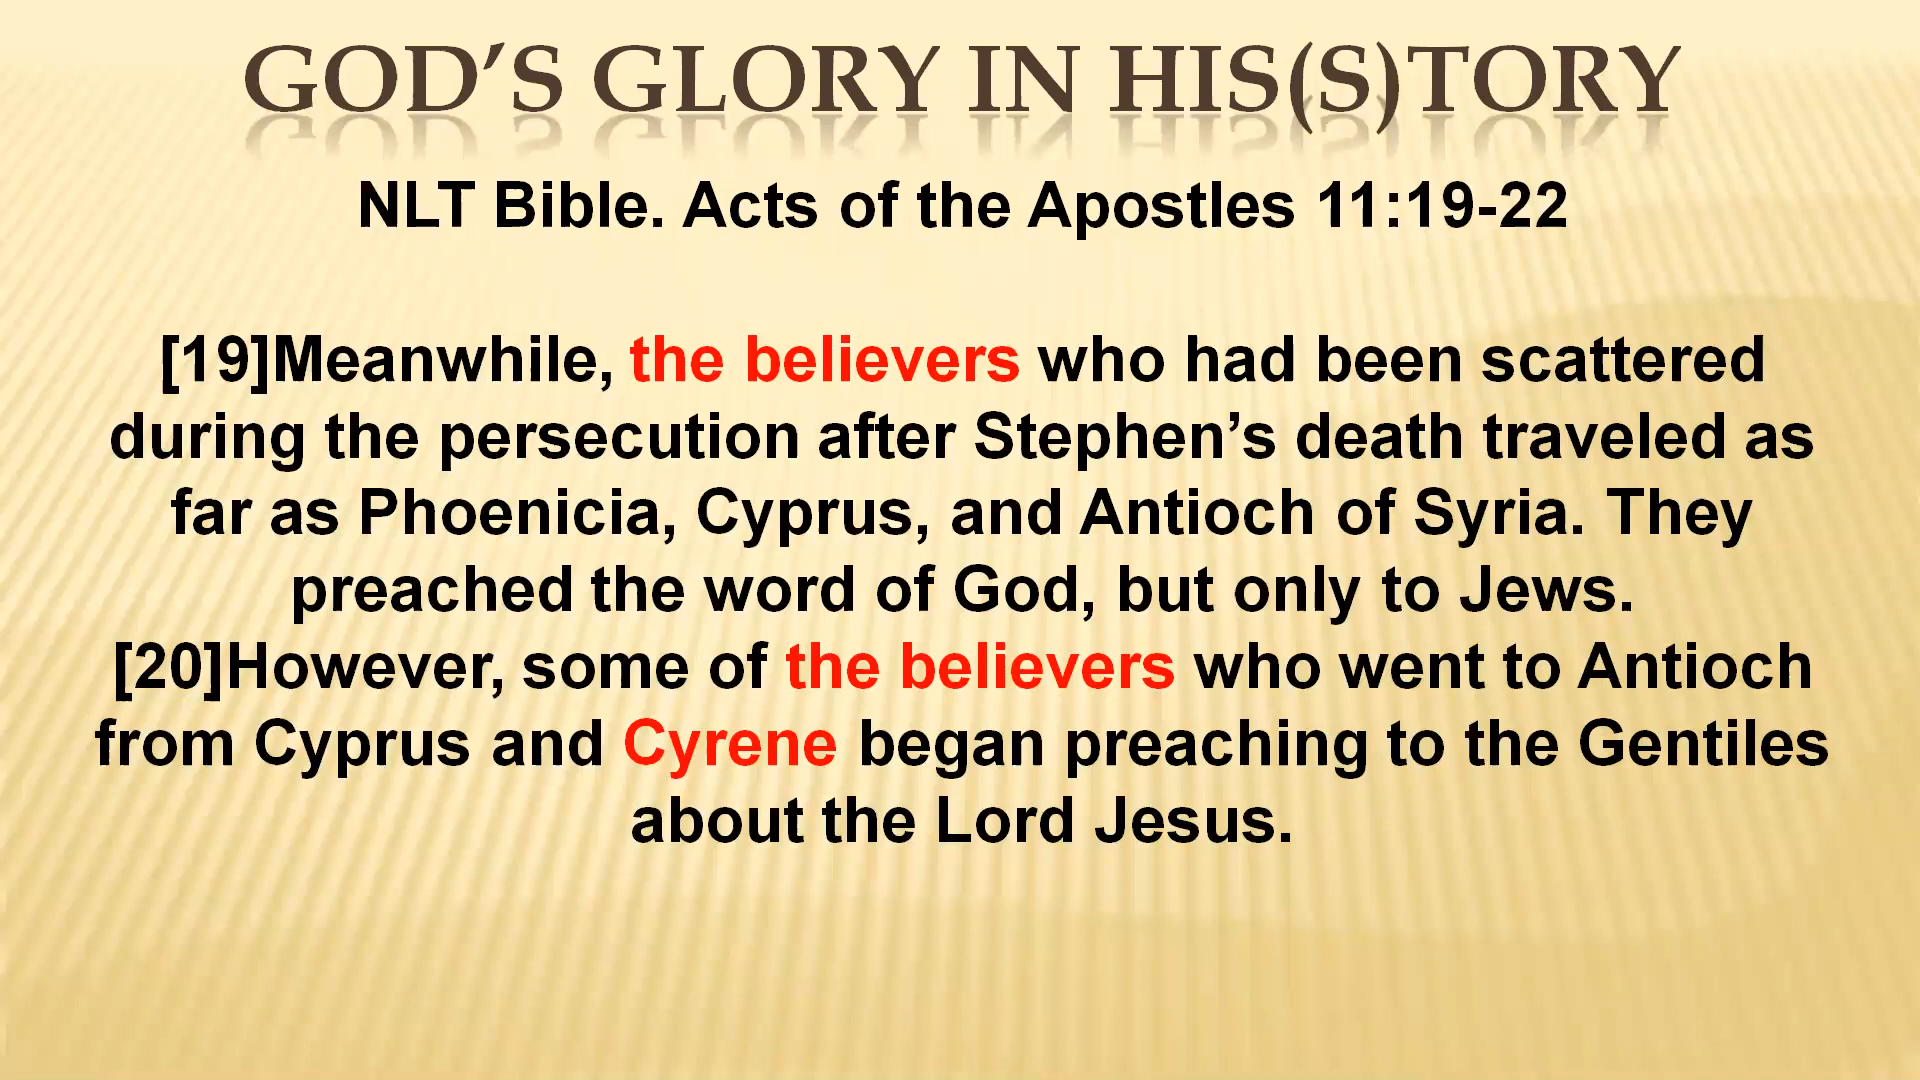 GOD’S GLORY IN HIS(S)TORY
NLT Bible. Acts of the Apostles 11:19-22
[19]Meanwhile, the believers who had been scattered
during the persecution after Stephen’s death traveled as
far as Phoenicia, Cyprus, and Antioch of Syria. They
preached the word of God, but only to Jews.
[20]However, some of the believers who went to Antioch
from Cyprus and Cyrene began preaching to the Gentiles
about the Lord Jesus.